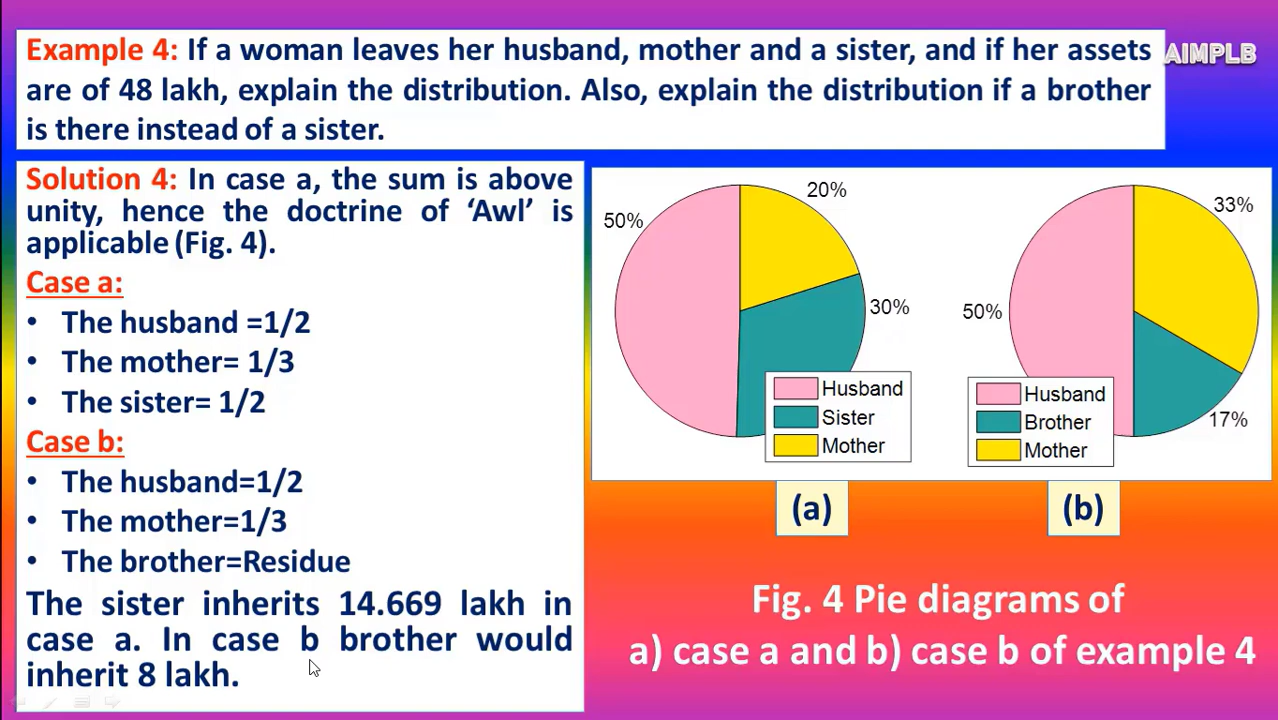 Example 4: If a woman leaves her husband, mother and a sister, and if her assets
are of 48 lakh, explain the distribution. Also, explain the distribution if a brother
is there instead of a sister.
AIMPLB
Solution 4: In case a, the sum is above
unity, hence the doctrine of ‘Awl’ is
applicable (Fig. 4).
Case a:
• The husband =1/2
• The mother= 1/3
• The sister= 1/2
Case b:
• The husband=1/2
• The mother=1/3
• The brother=Residue
The sister inherits 14.669 lakh in
case a. In case b brother would
inherit 8 lakh.
20%
50%
30%
Husband
Sister
Mother
33%
50%
17%
Husband
Brother
Mother
(a)
(b)
Fig. 4 Pie diagrams of
a) case a and b) case b of example 4